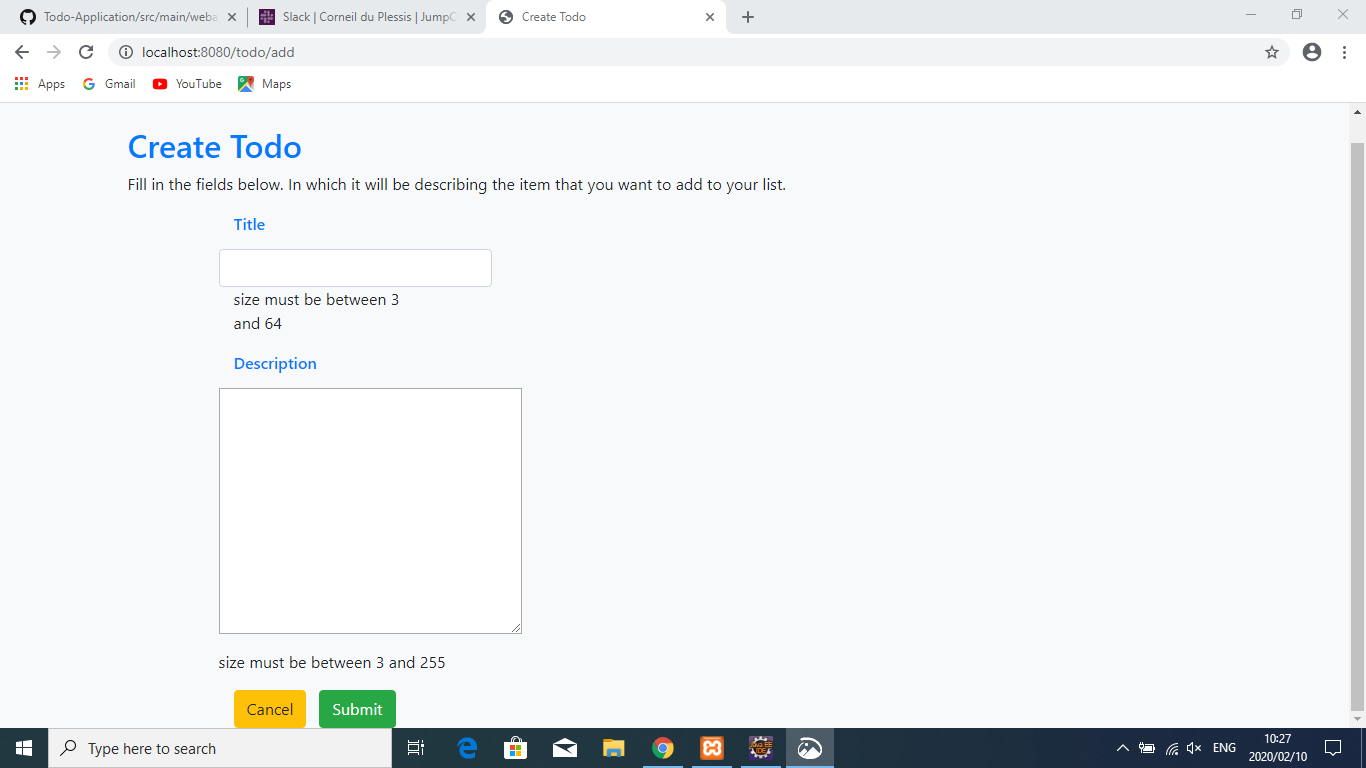 Todo-Application/src/main/weba
Slack | Corneil du Plessis | JumpC
Create Todo
localhost:8080/todo/add
Apps
Gmail
YouTube
Maps
Create Todo
Fill in the fields below. In which it will be describing the item that you want to add to your list.
Title
size must be between 3
and 64
Description
size must be between 3 and 255
Cancel
Submit
Type here to search
ENG
10:27
2020/02/10